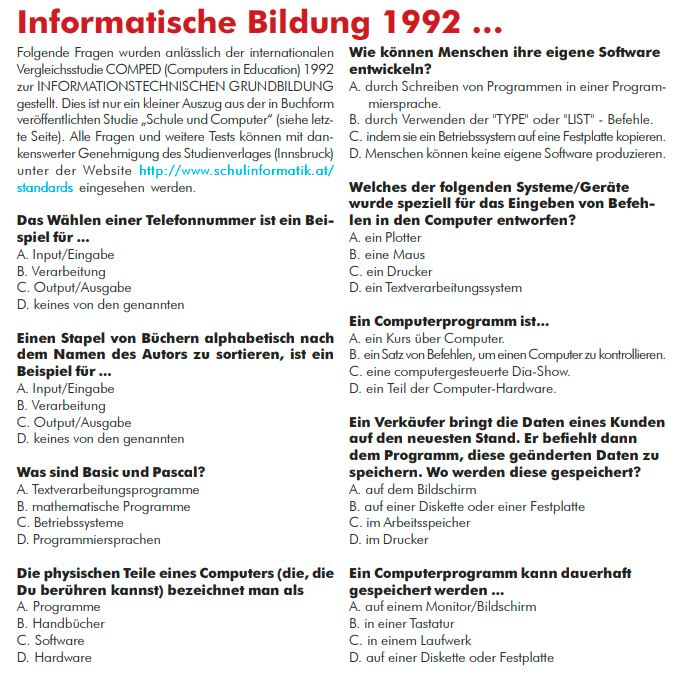 Informatische Bildung 1992 ...
Folgende Fragen wurden anlässlich der internationalen
Vergleichsstudie COMPED (Computers in Education) 1992
zur INFORMATIONSTECHNISCHEN GRUNDBILDUNG
gestellt. Dies ist nur ein kleiner Auszug aus der in Buchform
veröffentlichten Studie „Schule und Computer“ (siehe letz-
te Seite). Alle Fragen und weitere Tests können mit dan-
kenswerter Genehmigung des Studienverlages (Innsbruck)
unter der Website http://www.schulinformatik.at/
standards eingesehen werden.
Das Wählen einer Telefonnummer ist ein Bei-
spiel für ...
A. Input/Eingabe
B. Verarbeitung
C. Output/Ausgabe
D. keines von den genannten
Einen Stapel von Büchern alphabetisch nach
dem Namen des Autors zu sortieren, ist ein
Beispiel für ...
A. Input/Eingabe
B. Verarbeitung
C. Output/Ausgabe
D. keines von den genannten
Was sind Basic und Pascal?
A. Textverarbeitungsprogramme
B. mathematische Programme
C. Betriebssysteme
D. Programmiersprachen
Die physischen Teile eines Computers (die, die
Du berühren kannst) bezeichnet man als
A. Programme
B. Handbücher
C. Software
D. Hardware
Wie können Menschen ihre eigene Software
entwickeln?
A. durch Schreiben von Programmen in einer Program-
miersprache.
B. durch Verwenden der "TYPE" oder "LIST" - Befehle.
C. indem sie ein Betriebssystem auf eine Festplatte kopieren.
D. Menschen können keine eigene Software produzieren.
Welches der folgenden Systeme/Geräte
wurde speziell für das Eingeben von Befeh-
len in den Computer entworfen?
A. ein Plotter
B. eine Maus
C. ein Drucker
D. ein Textverarbeitungssystem
Ein Computerprogramm ist...
A. ein Kurs über Computer.
B. ein Satz von Befehlen, um einen Computer zu kontrollieren.
C. eine computergesteuerte Dia-Show.
D. ein Teil der Computer-Hardware.
Ein Verkäufer bringt die Daten eines Kunden
auf den neuesten Stand. Er befiehlt dann
dem Programm, diese geänderten Daten zu
speichern. Wo werden diese gespeichert?
A. auf dem Bildschirm
B. auf einer Diskette oder einer Festplatte
C. im Arbeitsspeicher
D. im Drucker
Ein Computerprogramm kann dauerhaft
gespeichert werden ...
A. auf einem Monitor/Bildschirm
B. in einer Tastatur
C. in einem Laufwerk
D. auf einer Diskette oder Festplatte